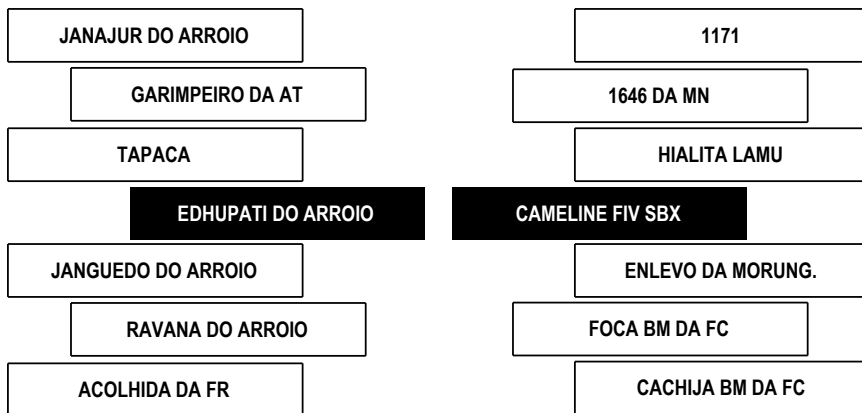 JANAJUR DO ARROIO
1171
GARIMPEIRO DA AT
1646 DA MN
TAPACA
HIALITA LAMU
EDHUPATI DO ARROIO
CAMELINE FIV SBX
JANGUEDO DO ARROIO
ENLEVO DA MORUNG.
RAVANA DO ARROIO
FOCA BM DA FC
ACOLHIDA DA FR
CACHIJA BM DA FC